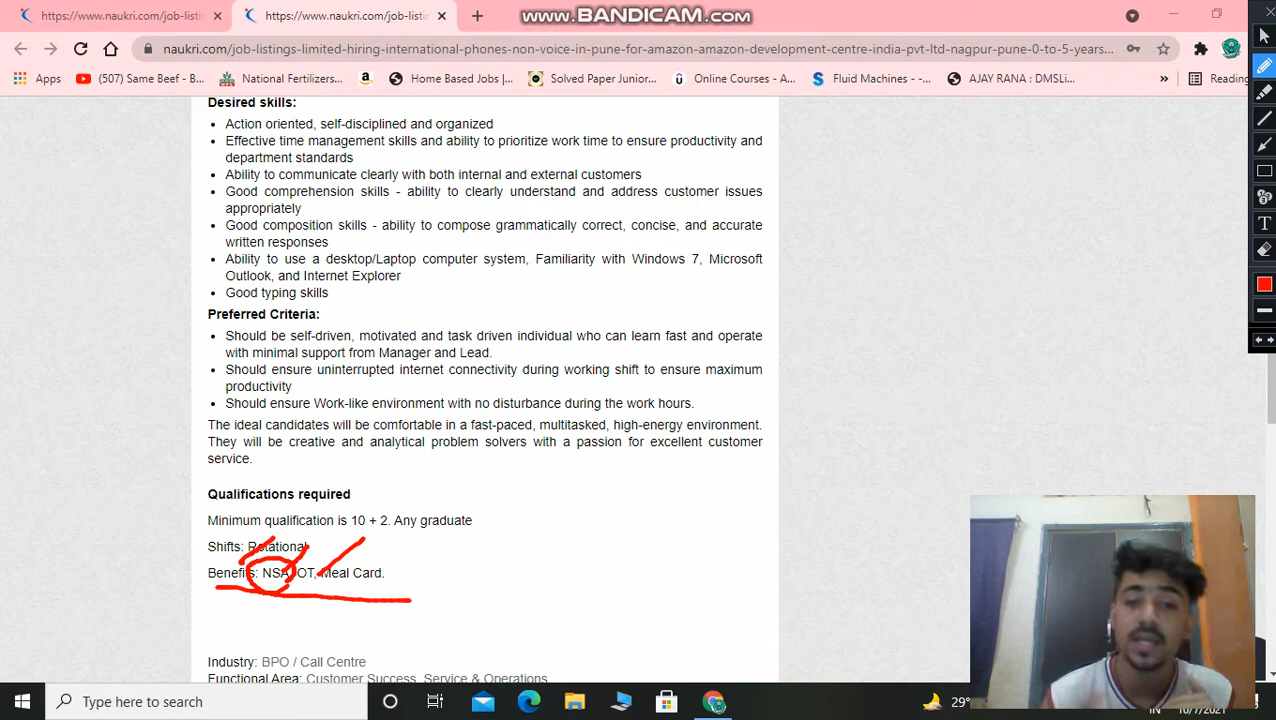 https://www.naukri.com/job-listi
https://www.naukri.com/job-listi
WWW.BANDICAM.COM
naukri.com/job-listings-limited-hiring-international-phones-non-voice-in-pune-for-amazon-amazon-development-centre-india-pvt-ltd-nagpur-pune-0-to-5-years...
Apps
(507) Same Beef - B...
National Fertilizers...
Home Based Jobs |...
Solved Paper Junior...
Online Courses - A...
Fluid Machines - -...
AJAY RANA : DMSLi...
»
Reading
Desired skills:
• Action oriented, self-disciplined and organized
• Effective time management skills and ability to prioritize work time to ensure productivity and
department standards
• Ability to communicate clearly with both internal and external customers
• Good comprehension skills - ability to clearly understand and address customer issues
appropriately
• Good composition skills - ability to compose grammatically correct, concise, and accurate
written responses
• Ability to use a desktop/Laptop computer system, Familiarity with Windows 7, Microsoft
Outlook, and Internet Explorer
• Good typing skills
Preferred Criteria:
• Should be self-driven, motivated and task driven individual who can learn fast and operate
with minimal support from Manager and Lead.
• Should ensure uninterrupted internet connectivity during working shift to ensure maximum
productivity
• Should ensure Work-like environment with no disturbance during the work hours.
The ideal candidates will be comfortable in a fast-paced, multitasked, high-energy environment.
They will be creative and analytical problem solvers with a passion for excellent customer
service.
Qualifications required
Minimum qualification is 10 + 2. Any graduate
Shifts: Rotational
Benefits: NSA, OT, Meal Card.
Industry: BPO / Call Centre
Functional Area: Customer Success, Service & Operations
Type here to search
29°
IN
10/7/2021